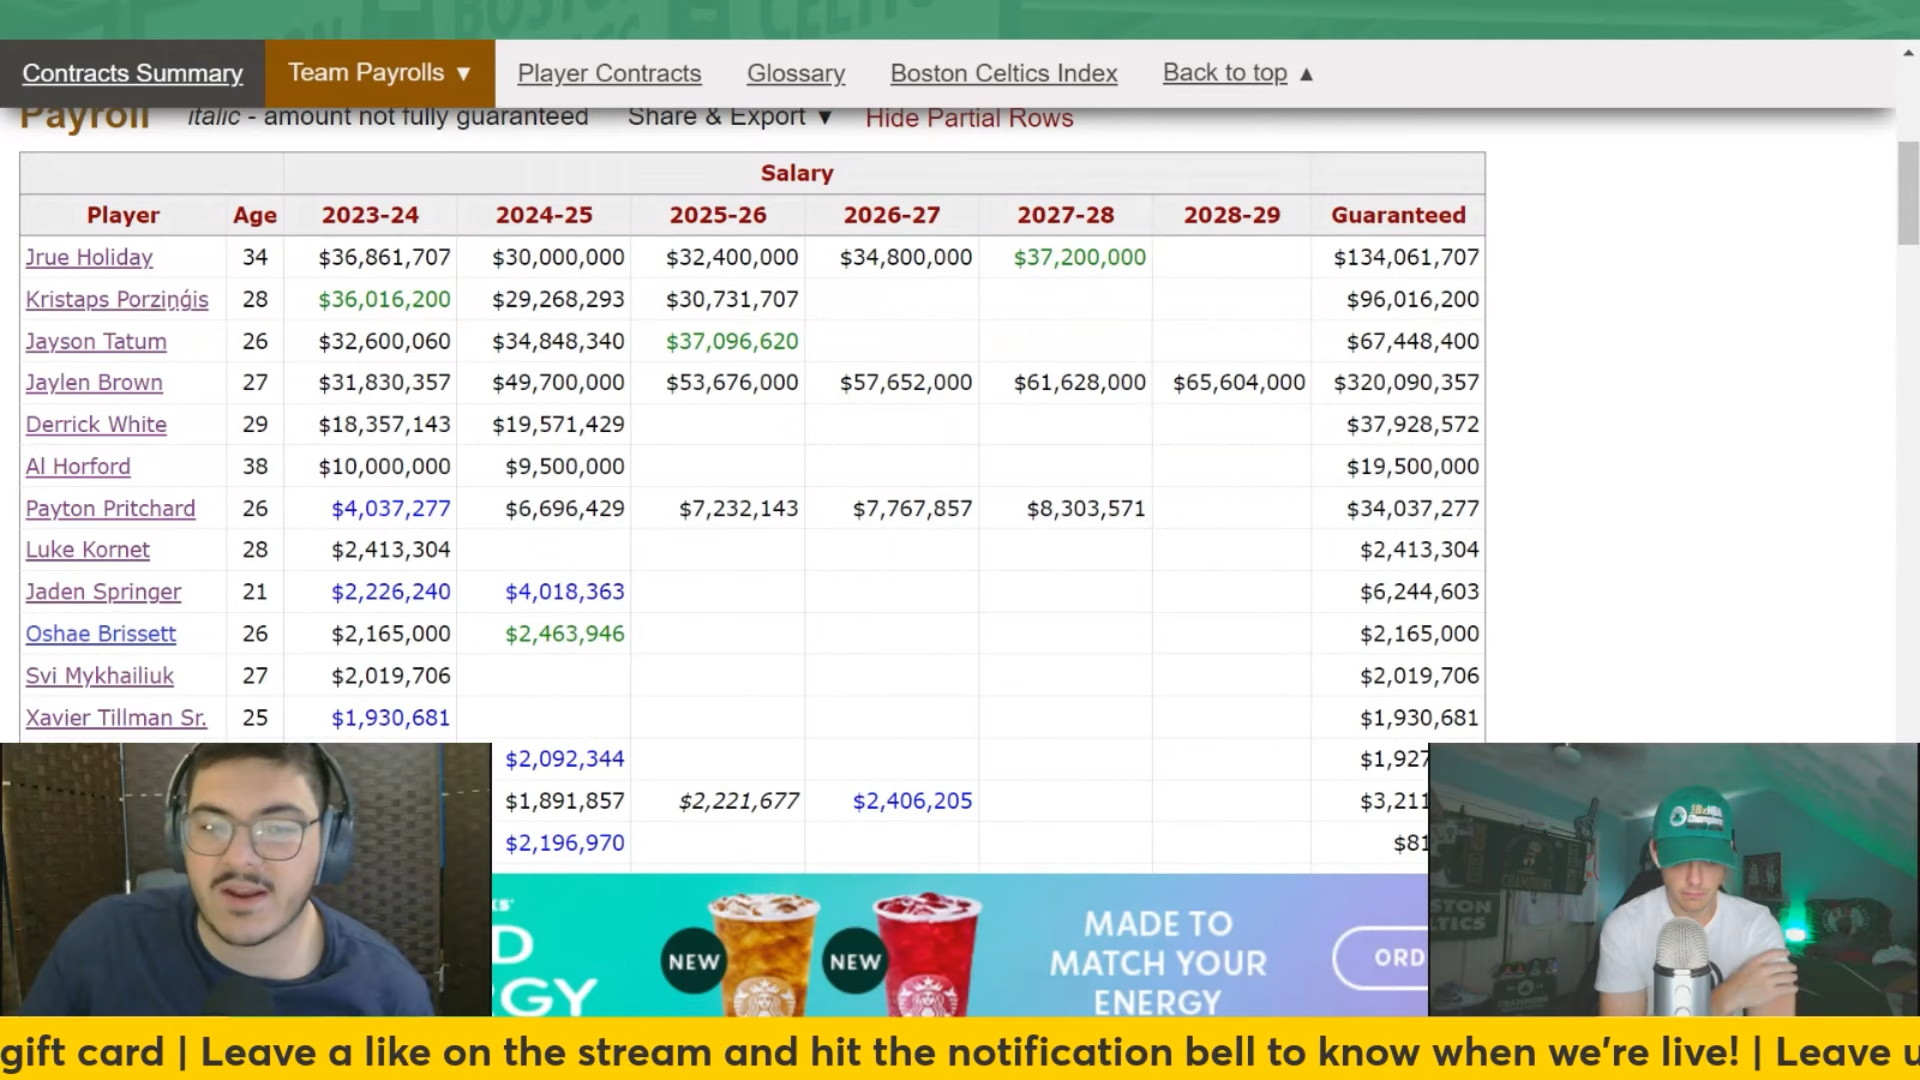 BOSTON CELTICS
Contracts Summary Team Payrolls ▼ Player Contracts Glossary Boston Celtics Index Back to top ▲
Payroll italic - amount not fully guaranteed Share & Export ▼ Hide Partial Rows
Salary
Player Age 2023-24 2024-25 2025-26 2026-27 2027-28 2028-29 Guaranteed
Jrue Holiday 34 $36,861,707 $30,000,000 $32,400,000 $34,800,000 $37,200,000 $134,061,707
Kristaps Porziņģis 28 $36,016,200 $29,268,293 $30,731,707 $96,016,200
Jayson Tatum 26 $32,600,060 $34,848,340 $37,096,620 $67,448,400
Jaylen Brown 27 $31,830,357 $49,700,000 $53,676,000 $57,652,000 $61,628,000 $65,604,000 $320,090,357
Derrick White 29 $18,357,143 $19,571,429 $37,928,572
Al Horford 38 $10,000,000 $9,500,000 $19,500,000
Payton Pritchard 26 $4,037,277 $6,696,429 $7,232,143 $7,767,857 $8,303,571 $34,037,277
Luke Kornet 28 $2,413,304 $2,413,304
Jaden Springer 21 $2,226,240 $4,018,363 $6,244,603
Oshae Brissett 26 $2,165,000 $2,463,946 $2,165,000
Svi Mykhailiuk 27 $2,019,706 $2,019,706
Xavier Tillman Sr. 25 $1,930,681 $1,930,681
$2,092,344 $1,927
$1,891,857 $2,221,677 $2,406,205 $3,211
$2,196,970 $81
NEW NEW
MADE TO
MATCH YOUR
ENERGY
ORD
GY
gift card | Leave a like on the stream and hit the notification bell to know when we're live! | Leave u